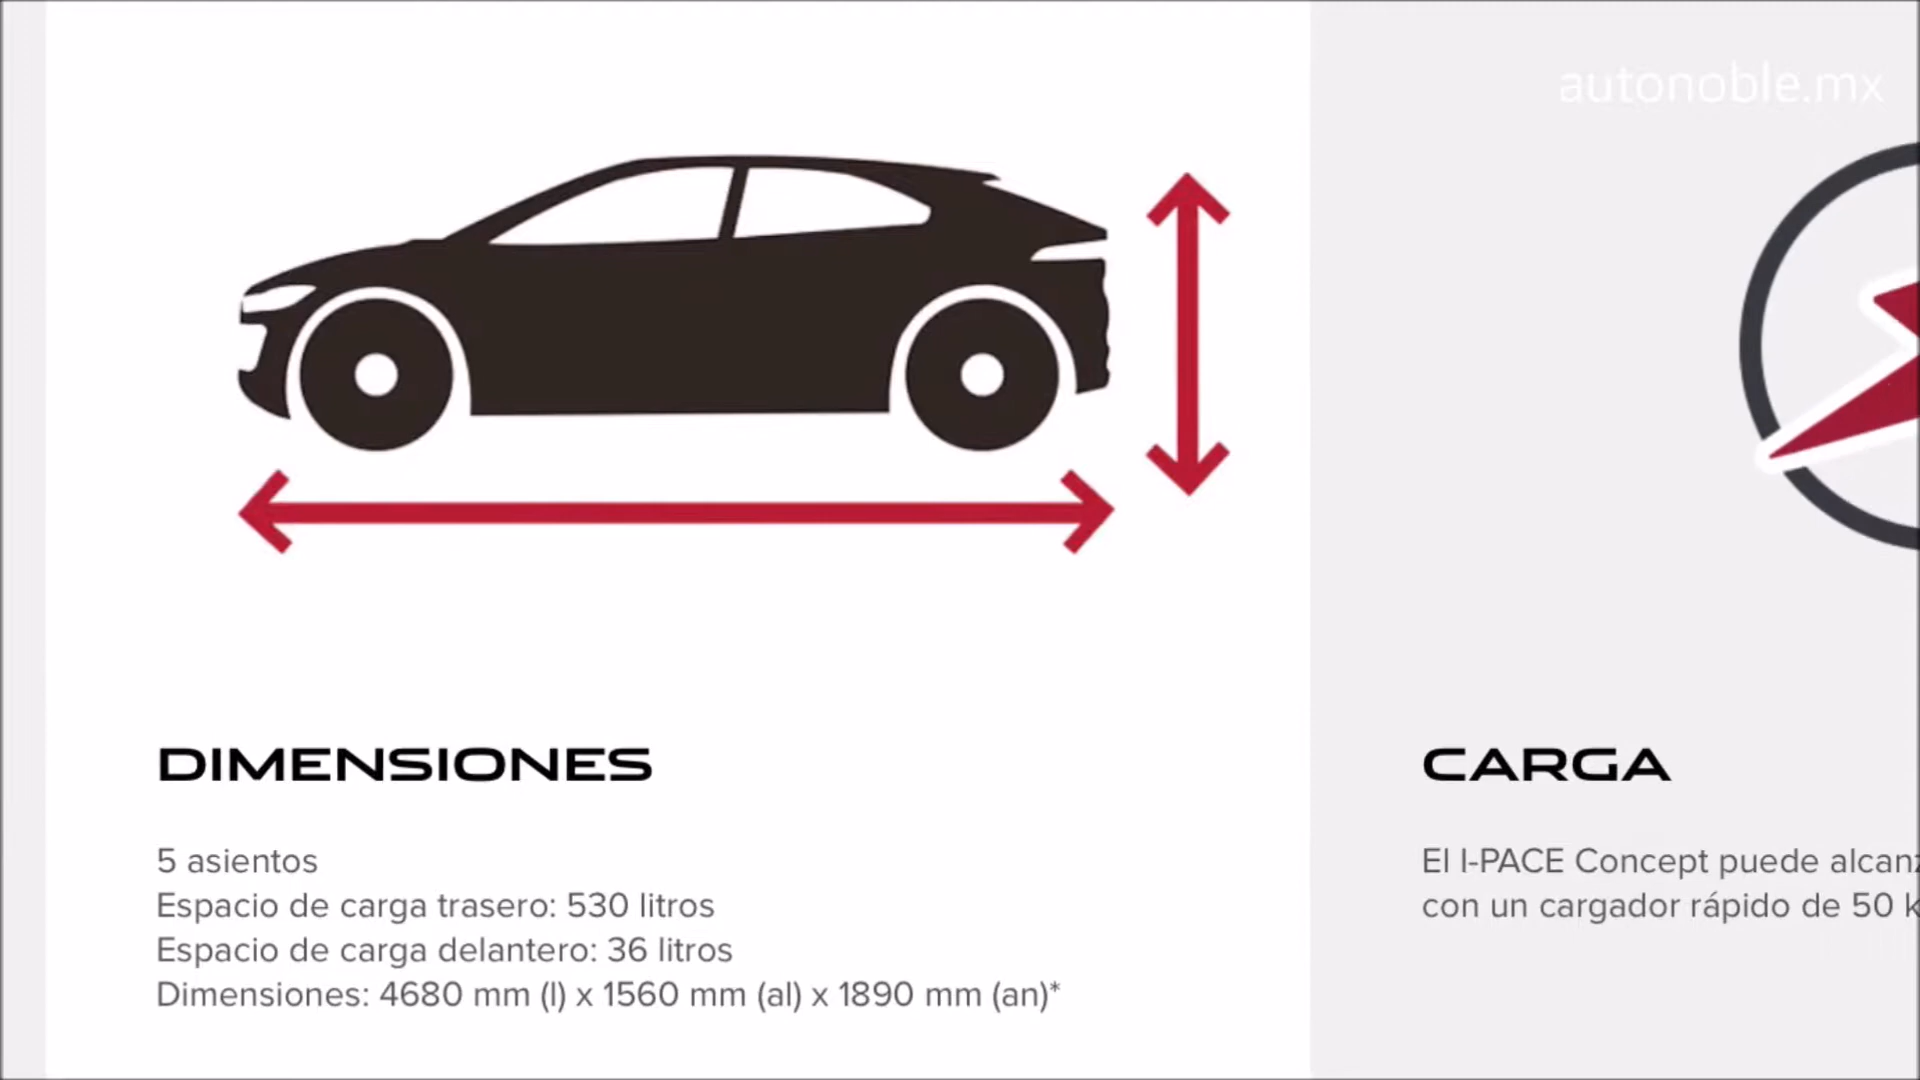 autonoble.mx
DIMENSIONES
5 asientos
Espacio de carga trasero: 530 litros
Espacio de carga delantero: 36 litros
Dimensiones: 4680 mm (l) x 1560 mm (al) x 1890 mm (an)*
CARGA
El I-PACE Concept puede
con un cargador rápido de 50